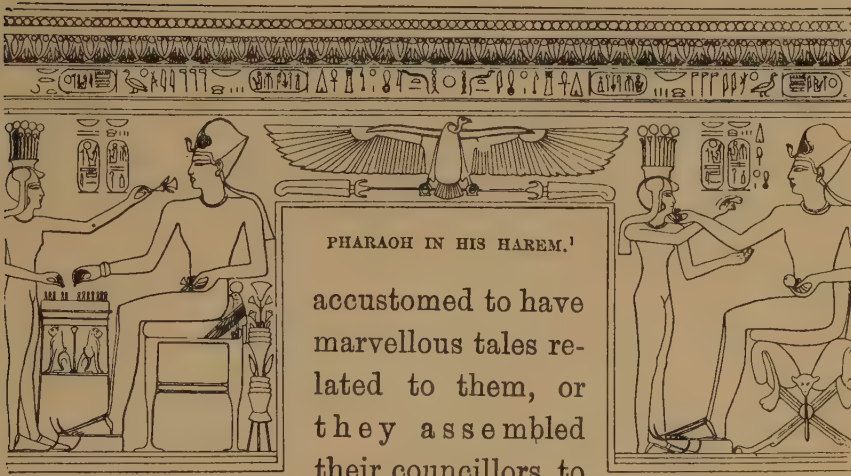 PHARAOH IN HIS HAREM.¹
accustomed to have
marvellous tales re-
lated to them, or
they assembled
their councillors to